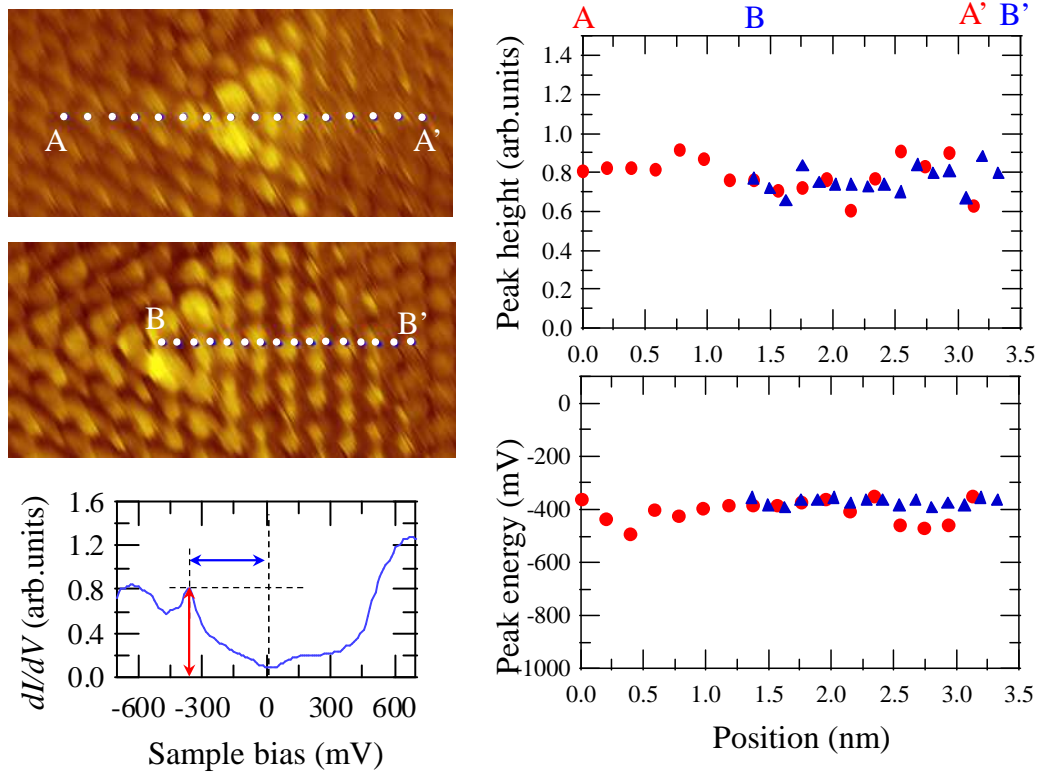 A
A'
B
B'
1.6
1.2
0.8
0.4
0.0
dI/dV (arb.units)
-600 -300 0 300 600
Sample bias (mV)
A B A' B'
Peak height (arb.units)
1.4
1.2
1.0
0.8
0.6
0.4
0.2
0.0
0.0 0.5 1.0 1.5 2.0 2.5 3.0 3.5
Peak energy (mV)
0
-200
-400
-600
-800
-1000
0.0 0.5 1.0 1.5 2.0 2.5 3.0 3.5
Position (nm)